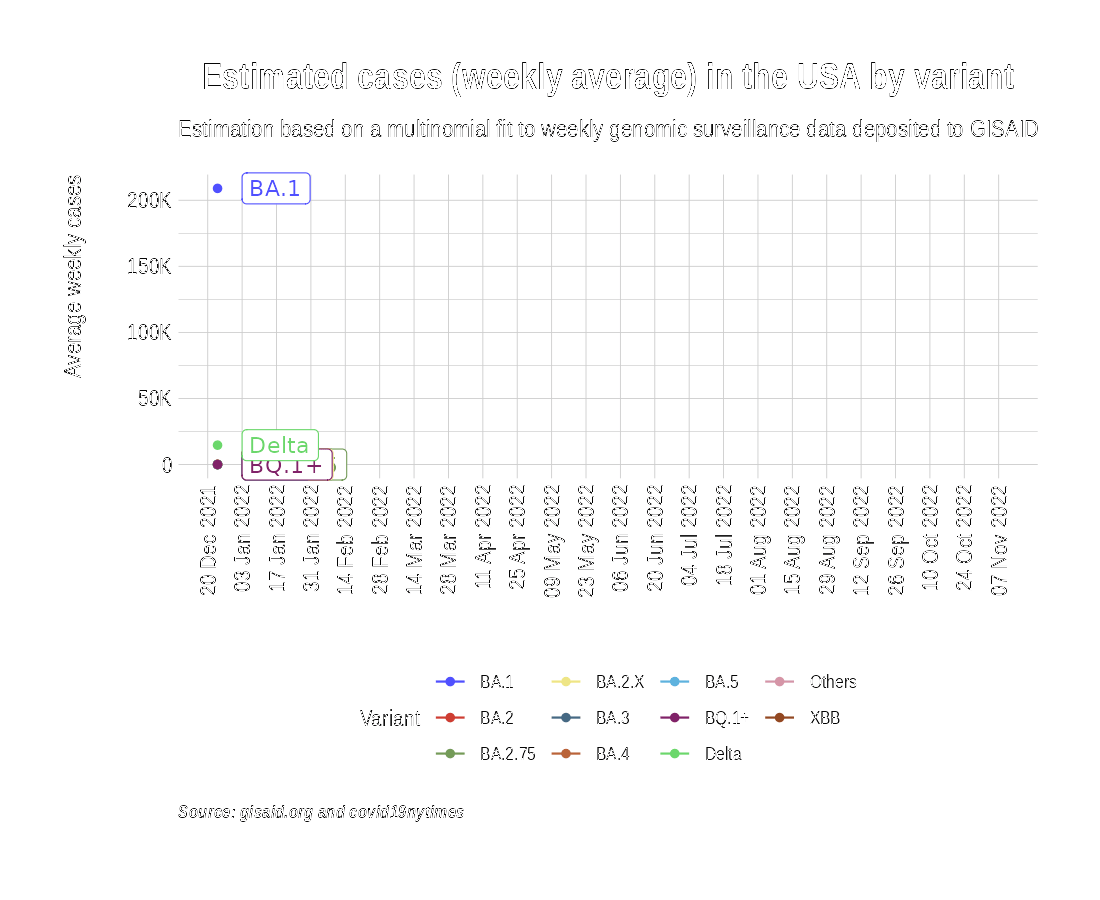 Estimated cases (weekly average) in the USA by variant
Estimation based on a multinomial fit to weekly genomic surveillance data deposited to GISAID
Average weekly cases
200K
150K
100K
50K
0
BA.1
Delta
BQ.1+
20 Dec 2021
03 Jan 2022
17 Jan 2022
31 Jan 2022
14 Feb 2022
28 Feb 2022
14 Mar 2022
28 Mar 2022
11 Apr 2022
25 Apr 2022
09 May 2022
23 May 2022
06 Jun 2022
20 Jun 2022
04 Jul 2022
18 Jul 2022
01 Aug 2022
15 Aug 2022
29 Aug 2022
12 Sep 2022
26 Sep 2022
10 Oct 2022
24 Oct 2022
07 Nov 2022
Variant
BA.1
BA.2
BA.2.75
BA.2.X
BA.3
BA.4
BA.5
BQ.1+
Delta
Others
XBB
Source: gisaid.org and covid19nytimes